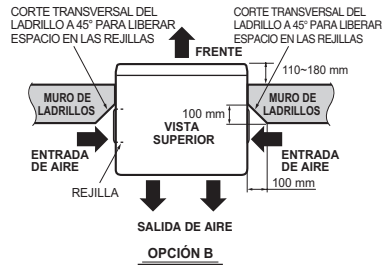 CORTE TRANSVERSAL DEL
LADRILLO A 45° PARA LIBERAR
ESPACIO EN LAS REJILLAS
CORTE TRANSVERSAL DEL
LADRILLO A 45° PARA LIBERAR
ESPACIO EN LAS REJILLAS
FRENTE
110~180 mm
MURO DE
LADRILLOS
100 mm
MURO DE
LADRILLOS
VISTA
SUPERIOR
ENTRADA
DE AIRE
ENTRADA
DE AIRE
REJILLA
100 mm
SALIDA DE AIRE
OPCIÓN B